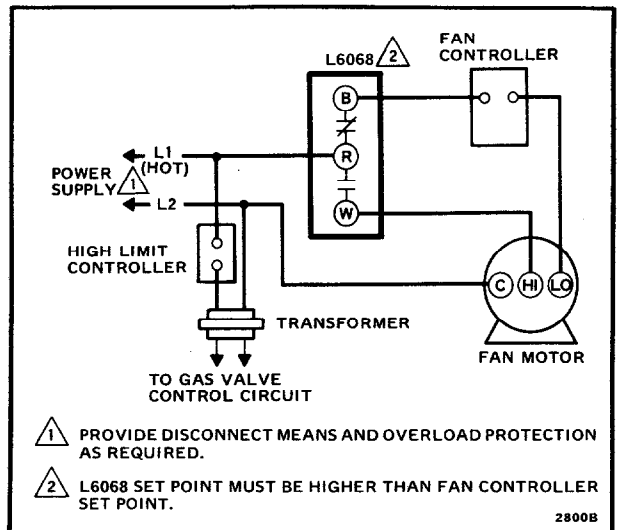 FAN
CONTROLLER
L6068 2
B
R
W
L1
(HOT)
POWER
SUPPLY 1
L2
HIGH LIMIT
CONTROLLER
C HI LO
TRANSFORMER
FAN MOTOR
TO GAS VALVE
CONTROL CIRCUIT
1 PROVIDE DISCONNECT MEANS AND OVERLOAD PROTECTION
AS REQUIRED.
2 L6068 SET POINT MUST BE HIGHER THAN FAN CONTROLLER
SET POINT.
2800B